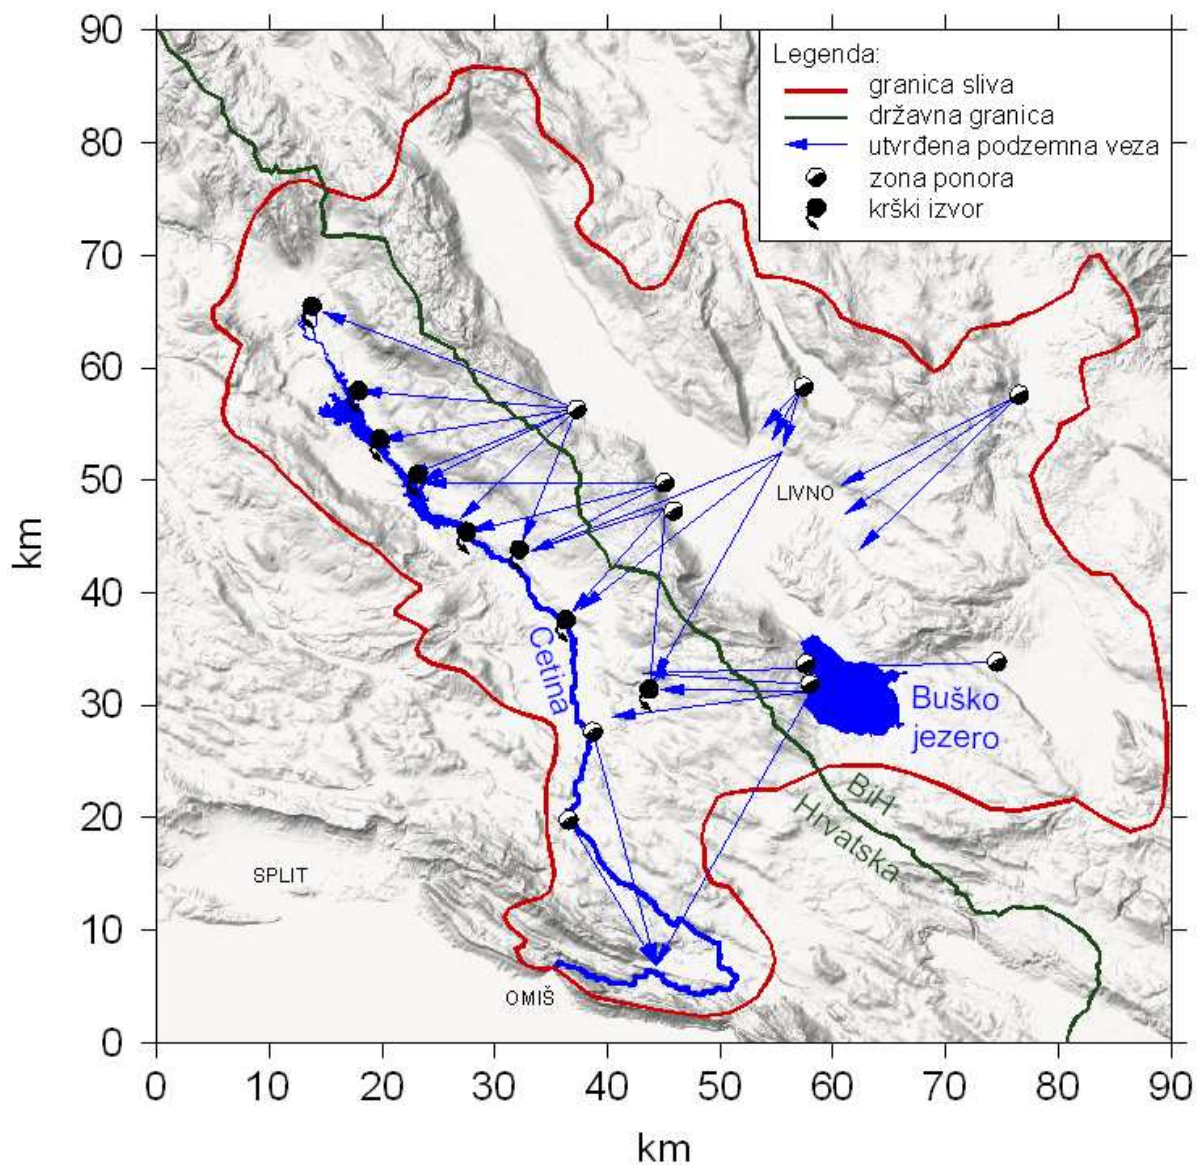 90
80
70
60
50
40
30
20
10
0
km
Legenda:
granica sliva
državna granica
utvrđena podzemna veza
zona ponora
krški izvor
LIVNO
Cetina
Buško
jezero
BiH
Hrvatska
SPLIT
OMIŠ
0 10 20 30 40 50 60 70 80 90
km